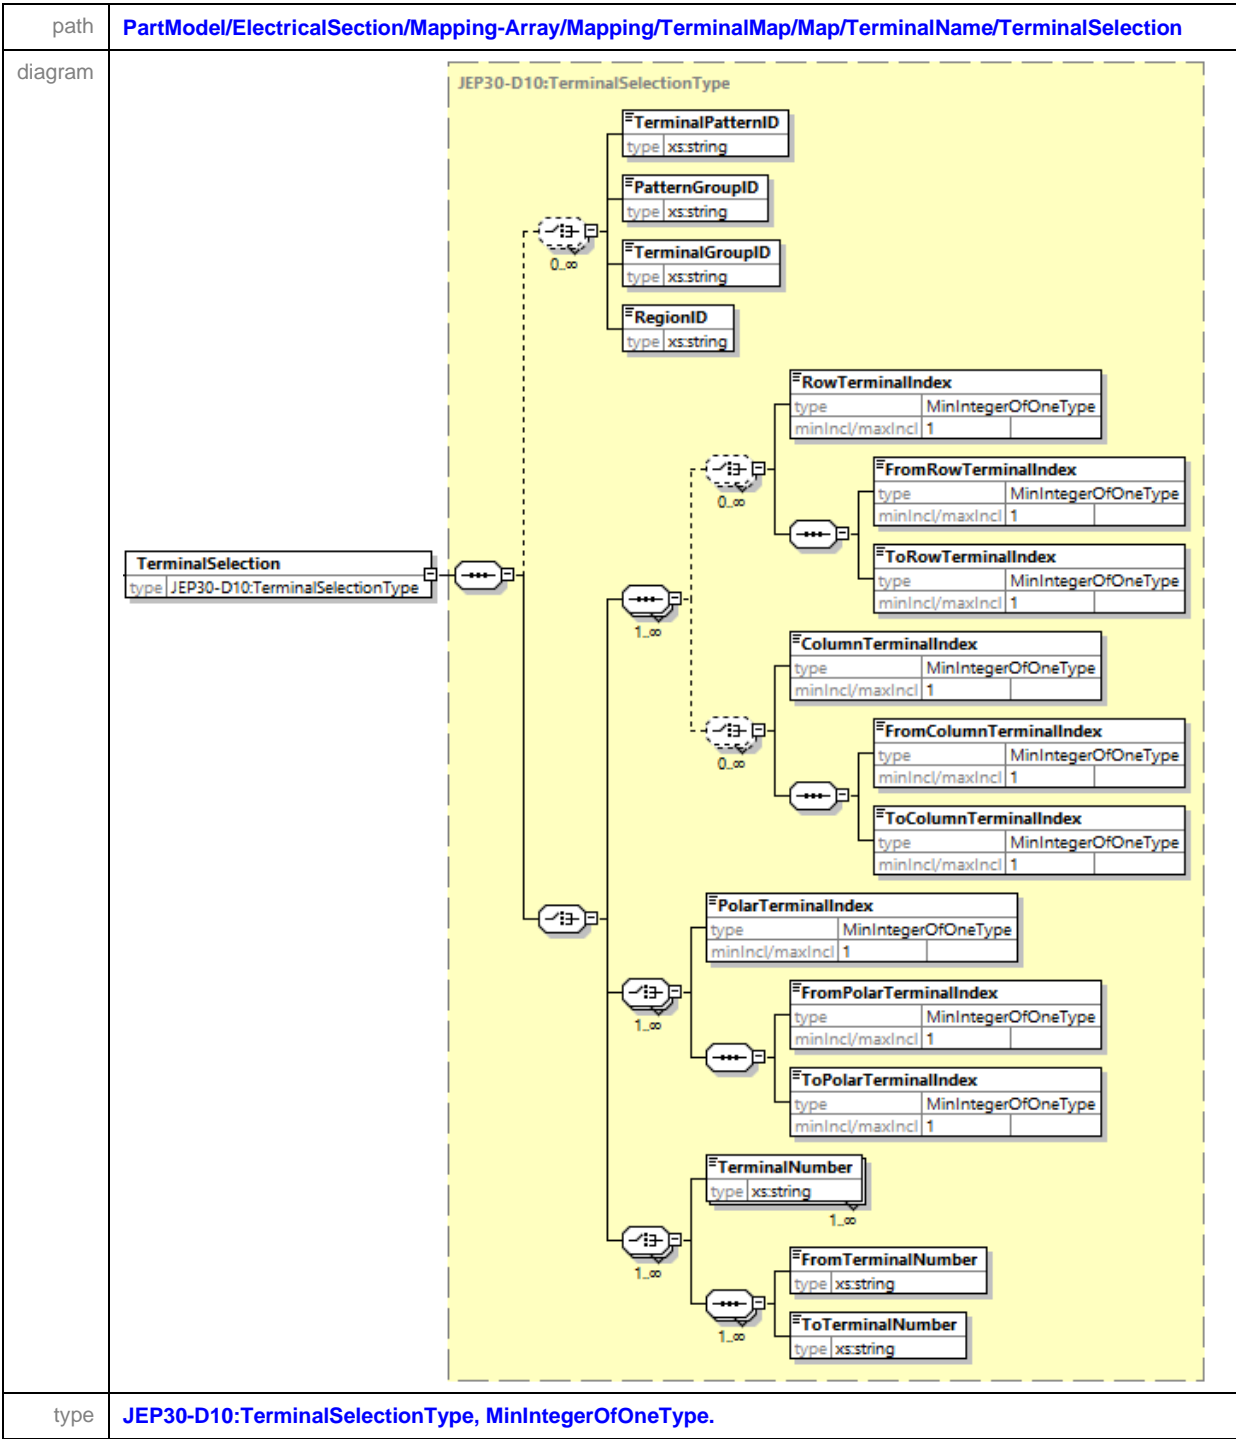 path
PartModel/ElectricalSection/Mapping-Array/Mapping/TerminalMap/Map/TerminalName/TerminalSelection
diagram
JEP30-D10:TerminalSelectionType
TerminalPatternID
type xs:string
PatternGroupID
type xs:string
0..∞
TerminalGroupID
type xs:string
RegionID
type xs:string
RowTerminalIndex
type MinIntegerOfOneType
minIncl/maxIncl 1
0..∞
FromRowTerminalIndex
type MinIntegerOfOneType
minIncl/maxIncl 1
ToRowTerminalIndex
type MinIntegerOfOneType
minIncl/maxIncl 1
TerminalSelection
type JEP30-D10:TerminalSelectionType
1..∞
ColumnTerminalIndex
type MinIntegerOfOneType
minIncl/maxIncl 1
0..∞
FromColumnTerminalIndex
type MinIntegerOfOneType
minIncl/maxIncl 1
ToColumnTerminalIndex
type MinIntegerOfOneType
minIncl/maxIncl 1
PolarTerminalIndex
type MinIntegerOfOneType
minIncl/maxIncl 1
1..∞
FromPolarTerminalIndex
type MinIntegerOfOneType
minIncl/maxIncl 1
ToPolarTerminalIndex
type MinIntegerOfOneType
minIncl/maxIncl 1
TerminalNumber
type xs:string
1..∞
1..∞
FromTerminalNumber
type xs:string
1..∞
ToTerminalNumber
type xs:string
type
JEP30-D10:TerminalSelectionType, MinIntegerOfOneType.